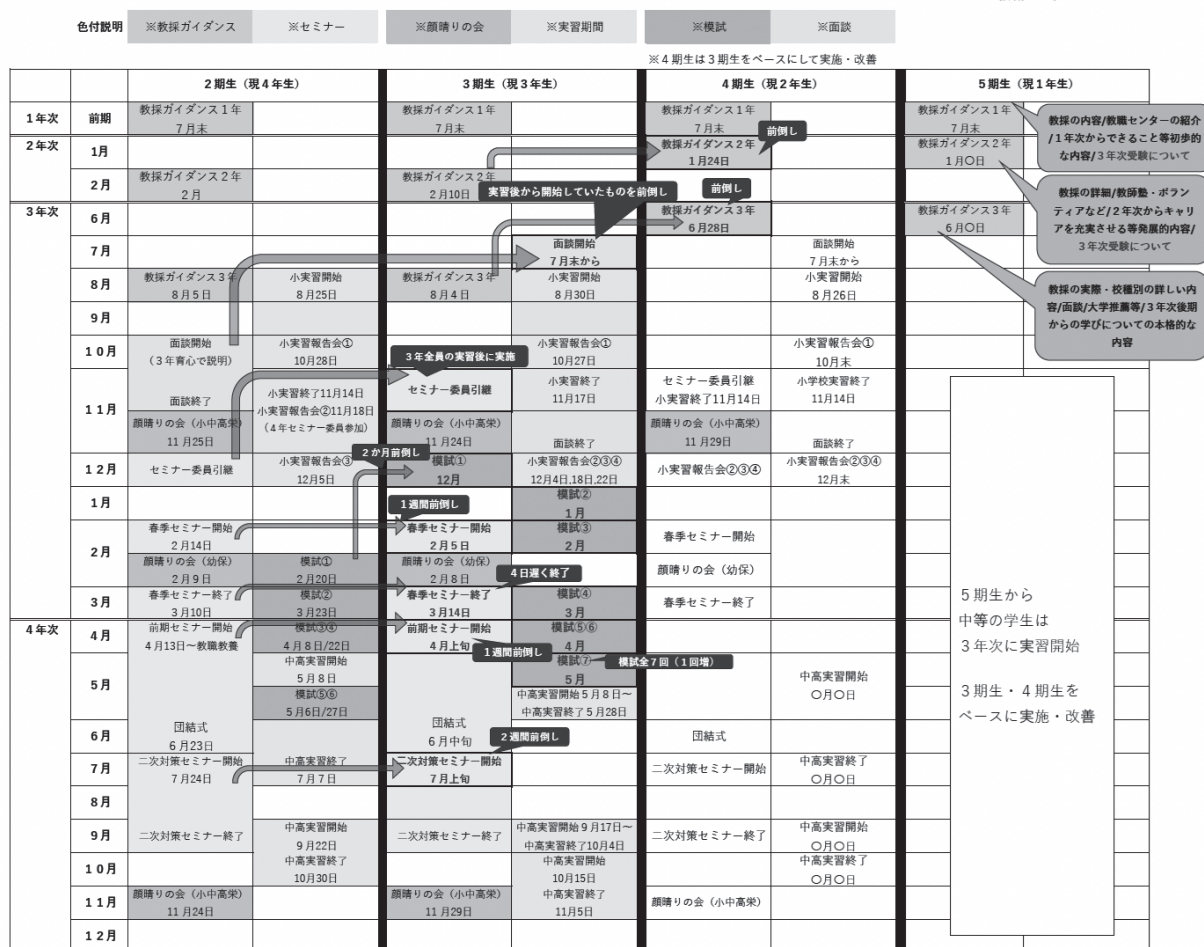 色付説明 ※教採ガイダンス ※セミナー ※顔晴りの会 ※実習期間 ※模試 ※面談
※4期生は3期生をベースにして実施・改善
2期生（現4年生） 3期生（現3年生） 4期生（現2年生） 5期生（現1年生）
1年次 前期 教採ガイダンス1年 教採ガイダンス1年 教採ガイダンス1年 教採ガイダンス1年
7月末 7月末 7月末 7月末
前倒し
教採の内容/教職センターの紹介
/1年次からできること等初歩的
な内容/3年次受験について
2年次 1月 教採ガイダンス2年 教採ガイダンス2年
1月24日 1月〇日
2月 教採ガイダンス2年 教採ガイダンス2年
2月 2月10日
実習後から開始していたものを前倒し
前倒し
教採の詳細/教師塾・ボラン
ティアなど/2年次からキャリ
アを充実させる等発展的内容/
3年次受験について
3年次 6月 教採ガイダンス3年 教採ガイダンス3年
6月28日 6月〇日
7月 面談開始 面談開始
7月末から 7月末から
8月 教採ガイダンス3年 小実習開始 教採ガイダンス3年 小実習開始 小実習開始
8月5日 8月25日 8月4日 8月30日 8月26日
教採の実際・校種別の詳しい内
容/面談/大学推薦等/3年次後期
からの学びについての本格的な
内容
9月
10月 面談開始 小実習報告会① 小実習報告会① 小実習報告会①
（3年育心で説明） 10月28日 10月27日 10月末
3年全員の実習後に実施
11月 面談終了 小実習終了11月14日 セミナー委員引継 小実習終了 セミナー委員引継 小学校実習終了
小実習報告会②11月18日 11月17日 小実習終了11月14日 11月14日
（4年セミナー委員参加）
顔晴りの会（小中高栄） 顔晴りの会（小中高栄） 面談終了 顔晴りの会（小中高栄） 面談終了
11月25日 11月24日 11月29日
2か月前倒し
12月 セミナー委員引継 小実習報告会③ 模試① 小実習報告会②③④ 小実習報告会②③④ 小実習報告会②③④
12月5日 12月 12月4日,18日,22日 12月末
1月 模試②
1月
1週間前倒し
2月 春季セミナー開始 春季セミナー開始 模試③ 春季セミナー開始
2月14日 2月5日 2月
顔晴りの会（幼保） 模試① 顔晴りの会（幼保） 顔晴りの会（幼保）
2月9日 2月20日 2月8日
4日遅く終了
3月 春季セミナー終了 模試② 春季セミナー終了 模試④ 春季セミナー終了
3月10日 3月23日 3月14日 3月
4年次 4月 前期セミナー開始 模試③④ 前期セミナー開始 模試⑤⑥
4月13日～教職教養 4月8日/22日 4月上旬 4月
1週間前倒し
模試全7回（1回増）
5月 中高実習開始 模試⑦ 中高実習開始
5月8日 5月 〇月〇日
模試⑤⑥ 中高実習開始5月8日～
5月6日/27日 中高実習終了5月28日
6月 団結式 団結式 団結式
6月23日 6月中旬
2週間前倒し
7月 二次対策セミナー開始 中高実習終了 二次対策セミナー開始 二次対策セミナー開始 中高実習終了
7月24日 7月7日 7月上旬 〇月〇日
8月
9月 二次対策セミナー終了 中高実習開始 二次対策セミナー終了 中高実習開始9月17日～ 二次対策セミナー終了 中高実習開始
9月22日 中高実習終了10月4日 〇月〇日
10月 中高実習終了 中高実習開始 中高実習終了
10月30日 10月15日 〇月〇日
11月 顔晴りの会（小中高栄） 顔晴りの会（小中高栄） 中高実習終了 顔晴りの会（小中高栄）
11月24日 11月29日 11月5日
12月
5期生から
中等の学生は
3年次に実習開始
3期生・4期生を
ベースに実施・改善